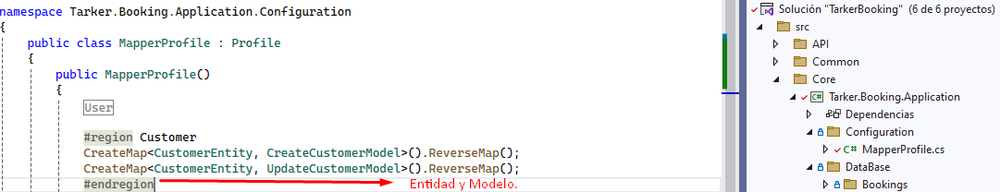 namespace Tarker.Booking.Application.Configuration
{
public class MapperProfile : Profile
{
public MapperProfile()
{
User
#region Customer
CreateMap<CustomerEntity, CreateCustomerModel>().ReverseMap();
CreateMap<CustomerEntity, UpdateCustomerModel>().ReverseMap();
#endregion
Entidad y Modelo.
Solución "TarkerBooking" (6 de 6 proyectos)
src
API
Common
Core
C# Tarker.Booking.Application
Dependencias
Configuration
MapperProfile.cs
DataBase
Bookings